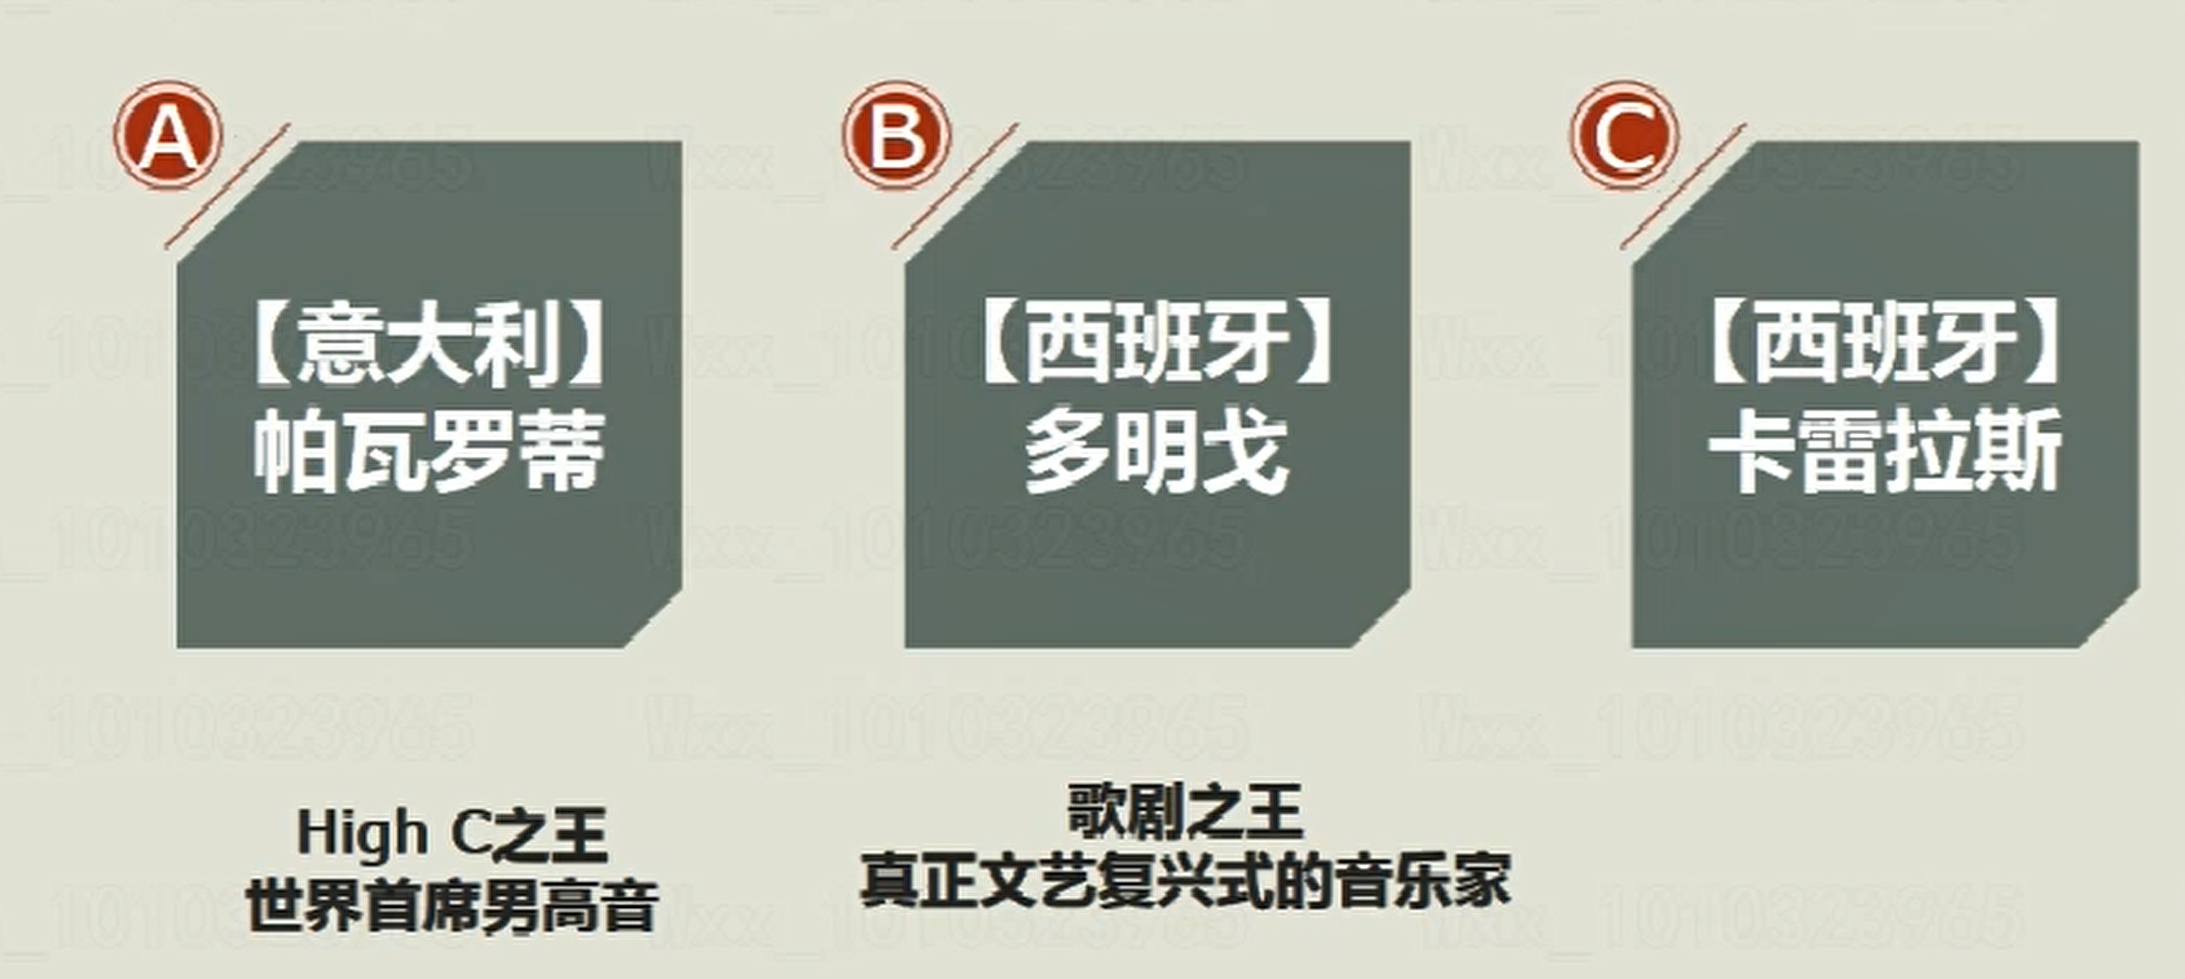 A
【意大利】
帕瓦罗蒂
High C之王
世界首席男高音
B
【西班牙】
多明戈
歌剧之王
真正文艺复兴式的音乐家
C
【西班牙】
卡雷拉斯
Wxx_1010323965